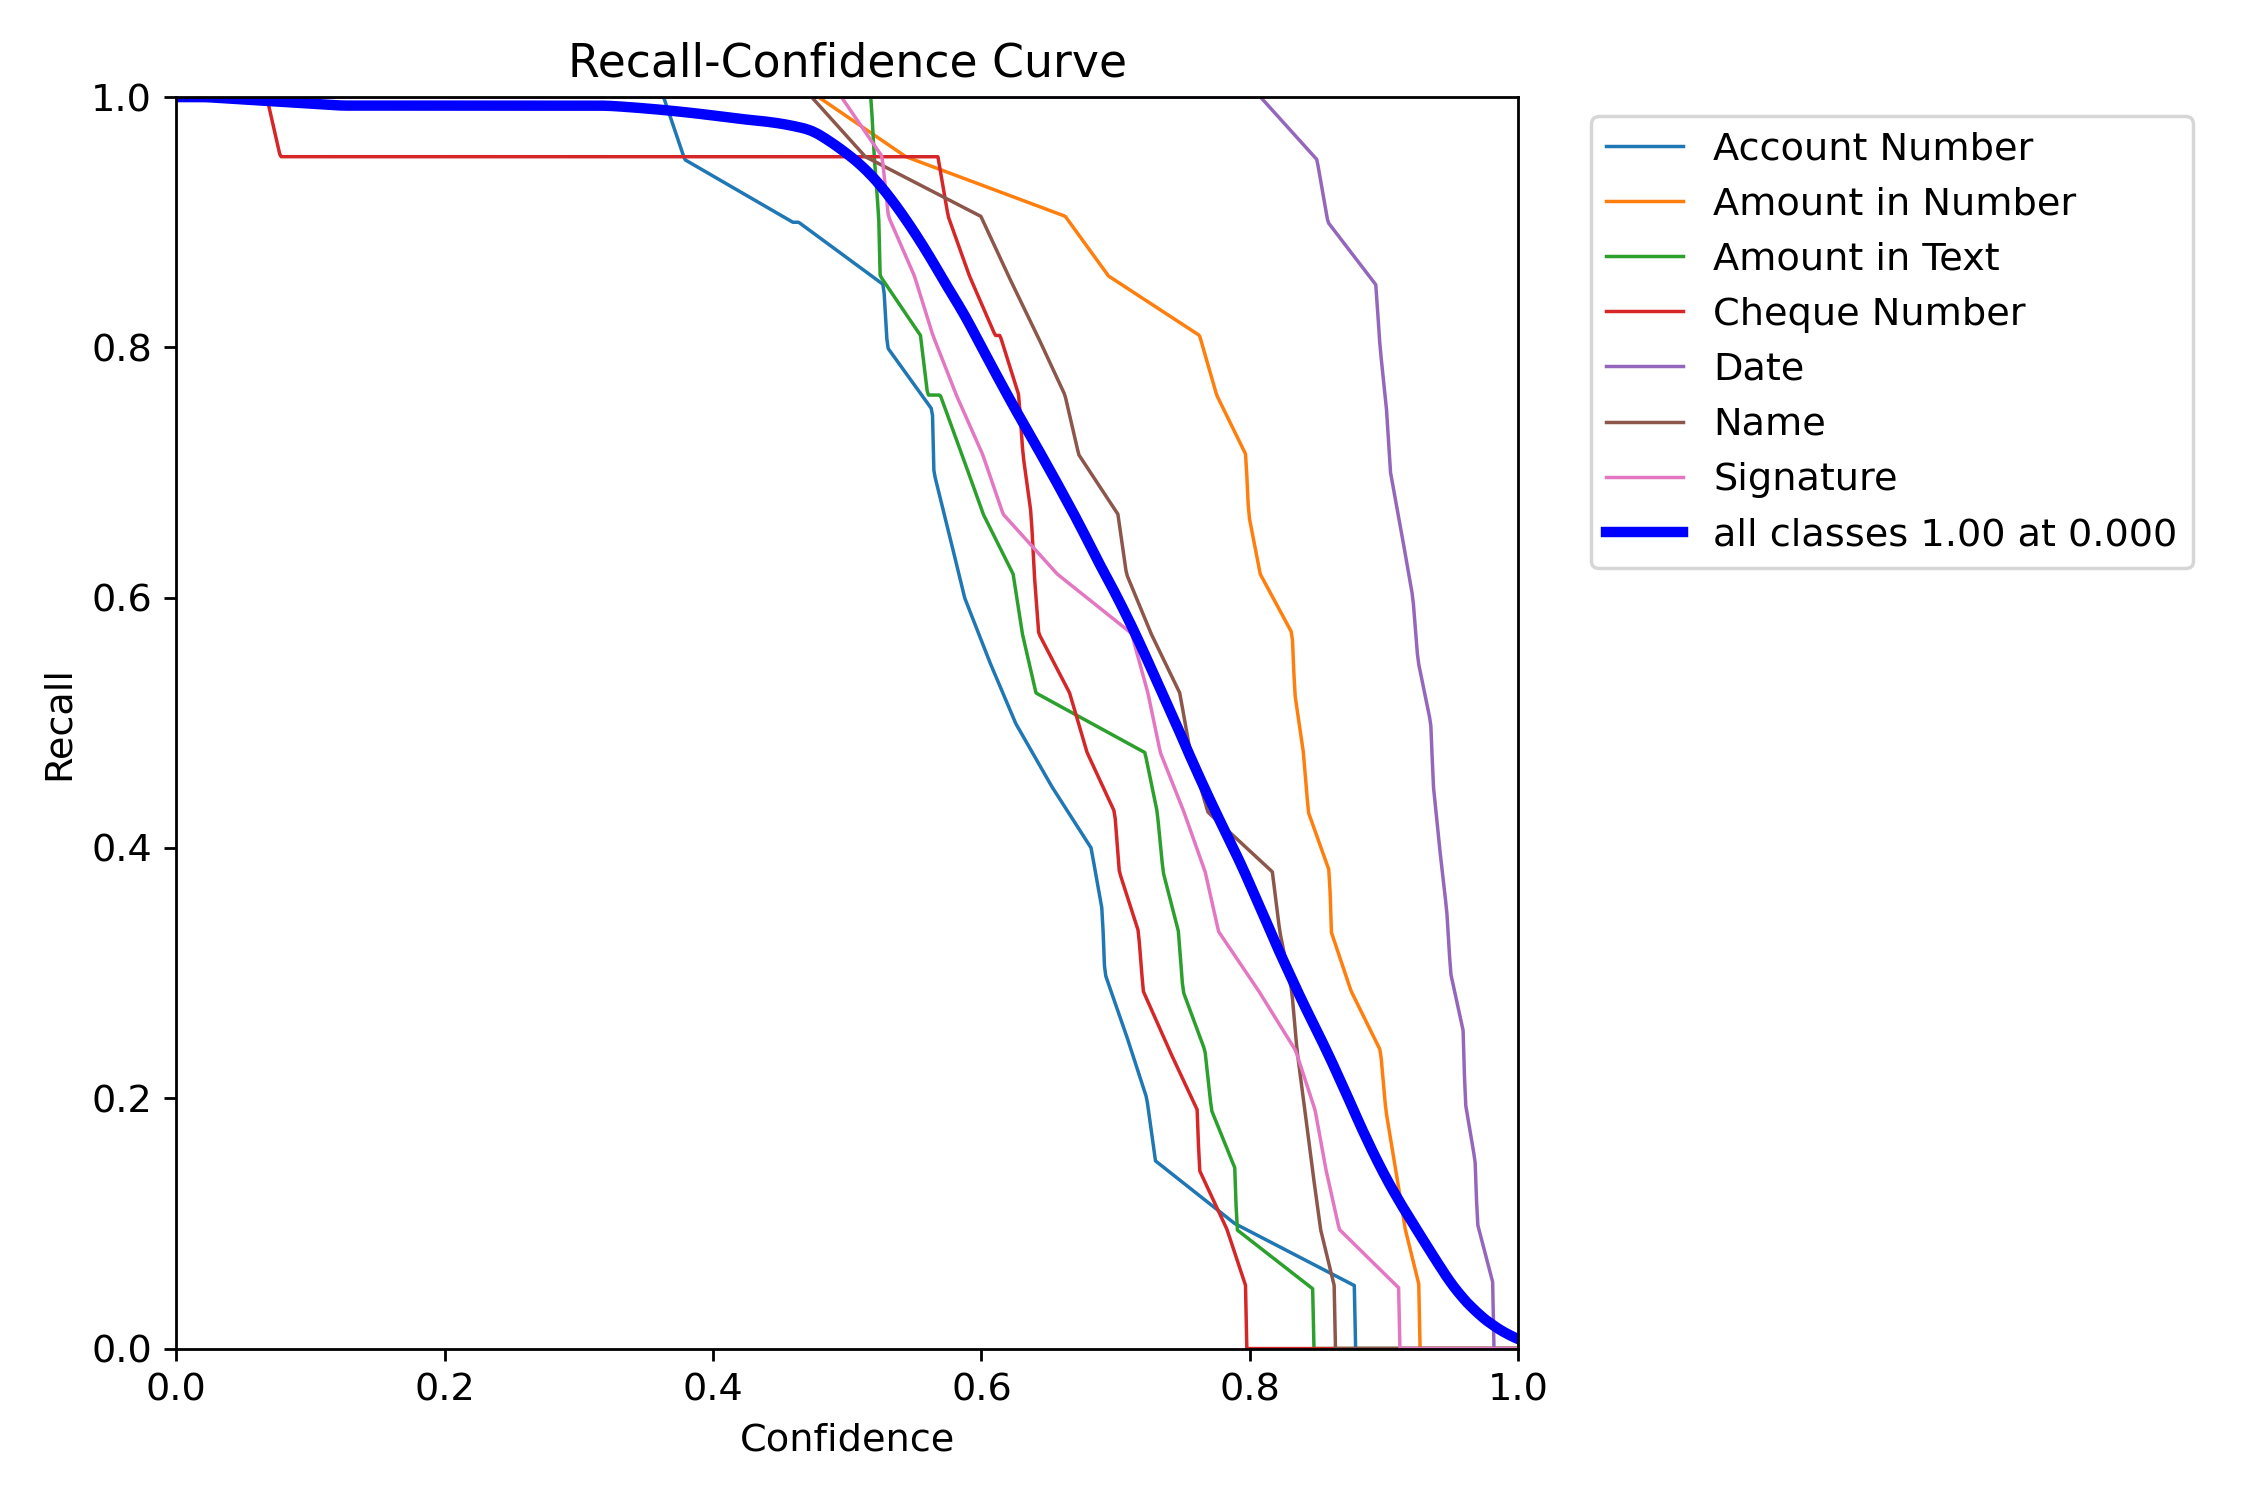 Recall-Confidence Curve
1.0
0.8
0.6
0.4
0.2
0.0
Recall
0.0 0.2 0.4 0.6 0.8 1.0
Confidence
Account Number
Amount in Number
Amount in Text
Cheque Number
Date
Name
Signature
all classes 1.00 at 0.000